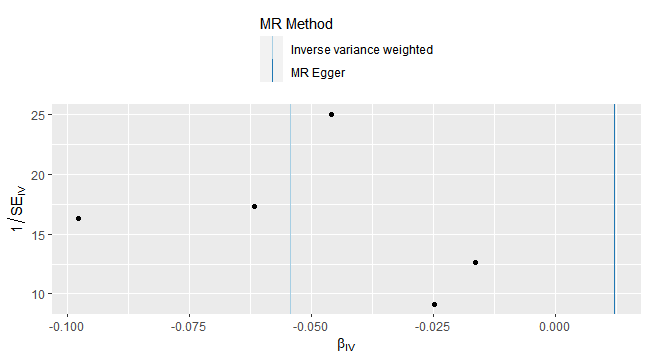 MR Method
Inverse variance weighted
MR Egger
25
20
15
10
1/SE_IV
-0.100 -0.075 -0.050 -0.025 0.000
β_IV